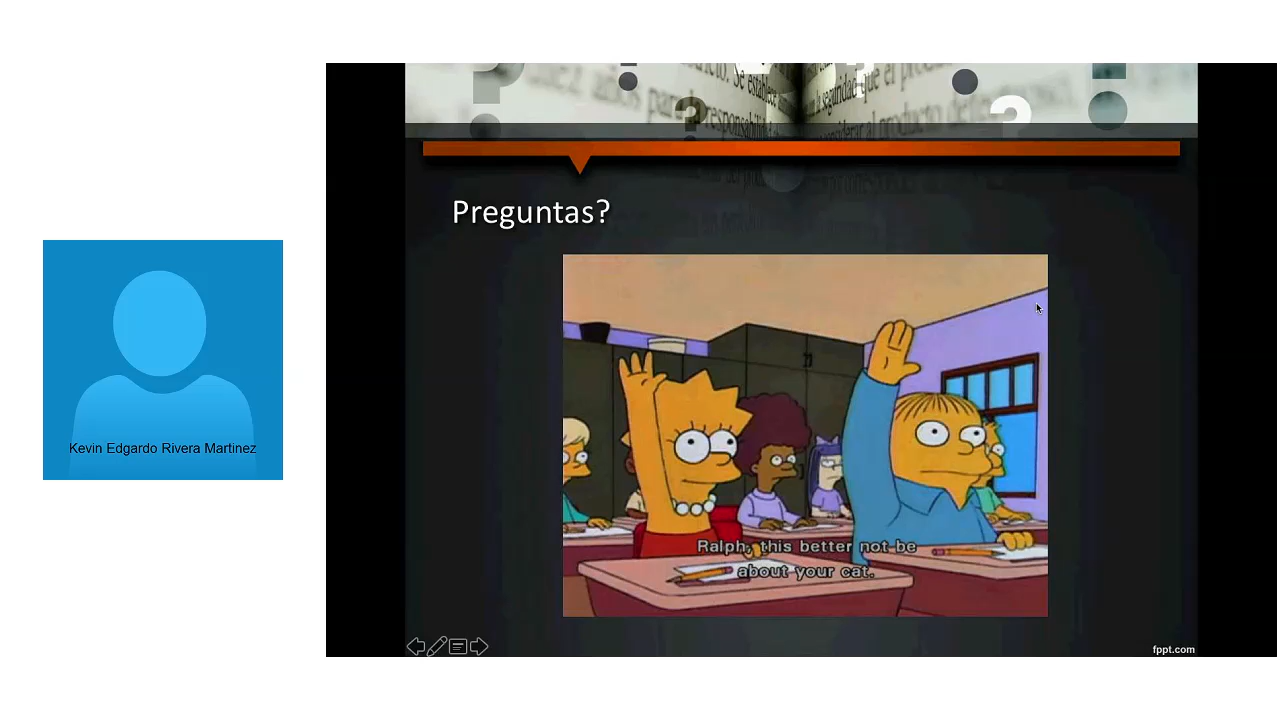 Preguntas?
Ralph, this better not be
about your cat.
Kevin Edgardo Rivera Martinez
fppt.com